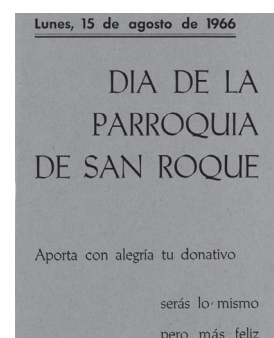 Lunes, 15 de agosto de 1966
DIA DE LA
PARROQUIA
DE SAN ROQUE
Aporta con alegría tu donativo
serás lo mismo
pero más feliz